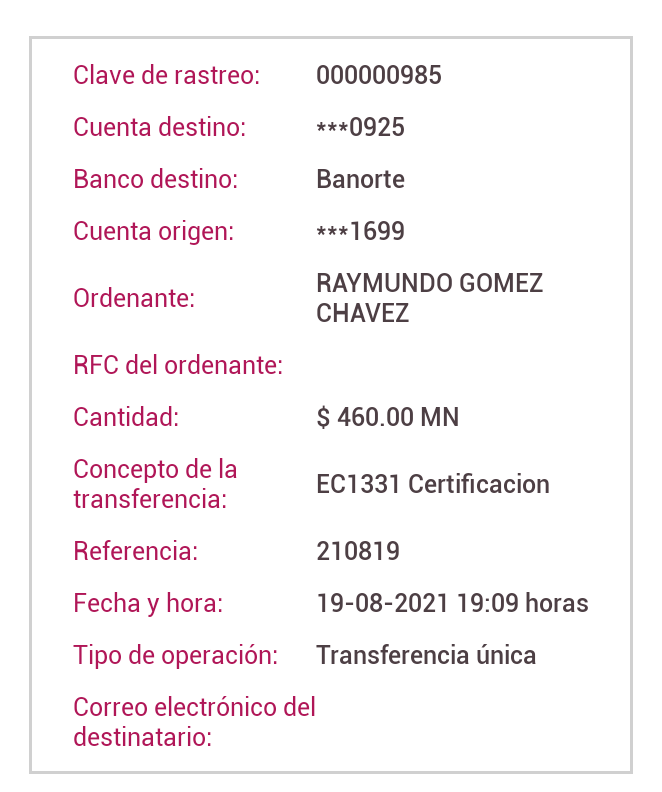 Clave de rastreo: 000000985
Cuenta destino: ***0925
Banco destino: Banorte
Cuenta origen: ***1699
Ordenante: RAYMUNDO GOMEZ
CHAVEZ
RFC del ordenante:
Cantidad: $ 460.00 MN
Concepto de la
transferencia: EC1331 Certificacion
Referencia: 210819
Fecha y hora: 19-08-2021 19:09 horas
Tipo de operación: Transferencia única
Correo electrónico del
destinatario: